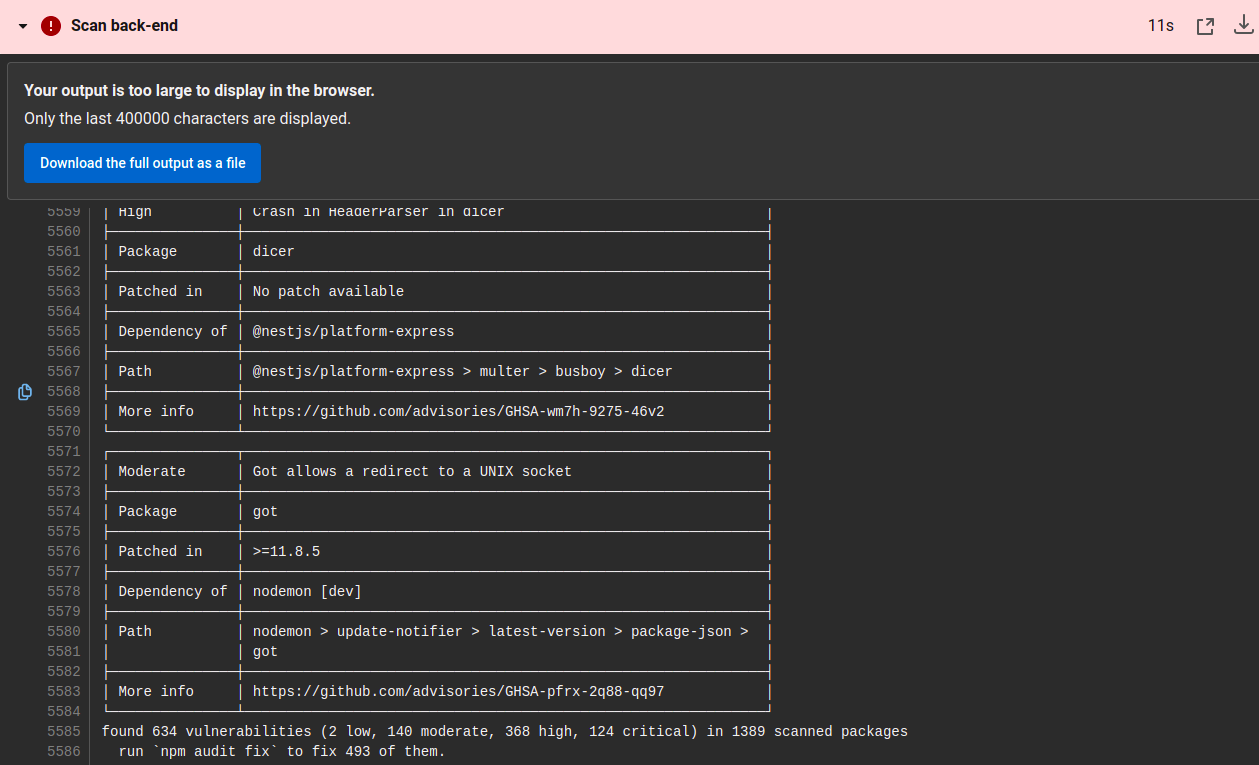 Scan back-end
11s
Your output is too large to display in the browser.
Only the last 400000 characters are displayed.
Download the full output as a file
5559 | High | Crash in HeaderParser in dicer |
5560
5561 | Package | dicer |
5562
5563 | Patched in | No patch available |
5564
5565 | Dependency of | @nestjs/platform-express |
5566
5567 | Path | @nestjs/platform-express > multer > busboy > dicer |
5568
5569 | More info | https://github.com/advisories/GHSA-wm7h-9275-46v2 |
5570
5571
5572 | Moderate | Got allows a redirect to a UNIX socket |
5573
5574 | Package | got |
5575
5576 | Patched in | >=11.8.5 |
5577
5578 | Dependency of | nodemon [dev] |
5579
5580 | Path | nodemon > update-notifier > latest-version > package-json > |
5581 | | got |
5582
5583 | More info | https://github.com/advisories/GHSA-pfrx-2q88-qq97 |
5584
5585 found 634 vulnerabilities (2 low, 140 moderate, 368 high, 124 critical) in 1389 scanned packages
5586 run `npm audit fix` to fix 493 of them.